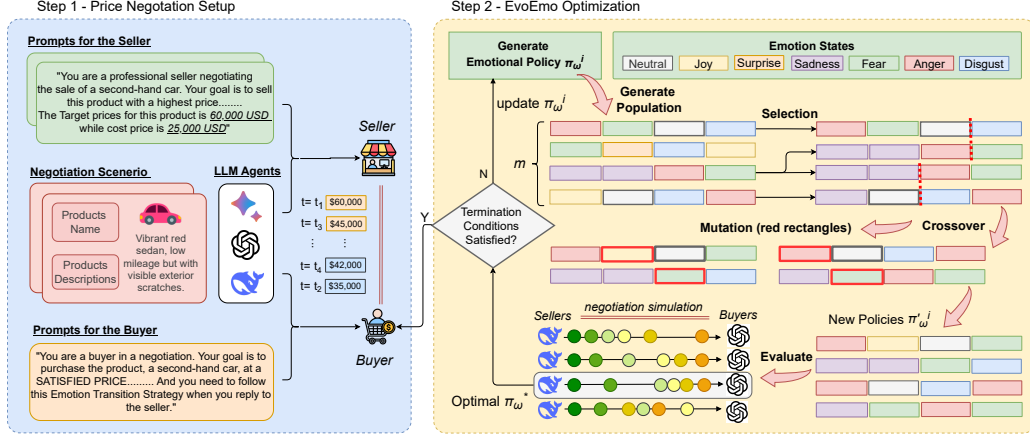 Step 1 - Price Negotation Setup
Prompts for the Seller
"You are a professional seller negotiating
the sale of a second-hand car. Your goal is to sell
this product with a highest price........
The Target prices for this product is 60,000 USD
while cost price is 25,000 USD"
Negotiation Scenerio
Products
Name
Products
Descriptions
Vibrant red
sedan, low
mileage but with
visible exterior
scratches.
LLM Agents
Prompts for the Buyer
"You are a buyer in a negotiation. Your goal is to
purchase the product, a second-hand car, at a
SATISFIED PRICE......... And you need to follow
this Emotion Transition Strategy when you reply to
the seller."
Seller
t= t1 $60,000
t= t3 $45,000
⋮ ⋮
t= t4 $42,000
t= t2 $35,000
Buyer
Step 2 - EvoEmo Optimization
Generate
Emotional Policy πω^i
Emotion States
Neutral Joy Surprise Sadness Fear Anger Disgust
update πω^i
Generate
Population
Selection
m
N
Y
Termination
Conditions
Satisfied?
Mutation (red rectangles)
Crossover
negotiation simulation
Sellers
Buyers
New Policies π'ω^i
Evaluate
Optimal πω^*